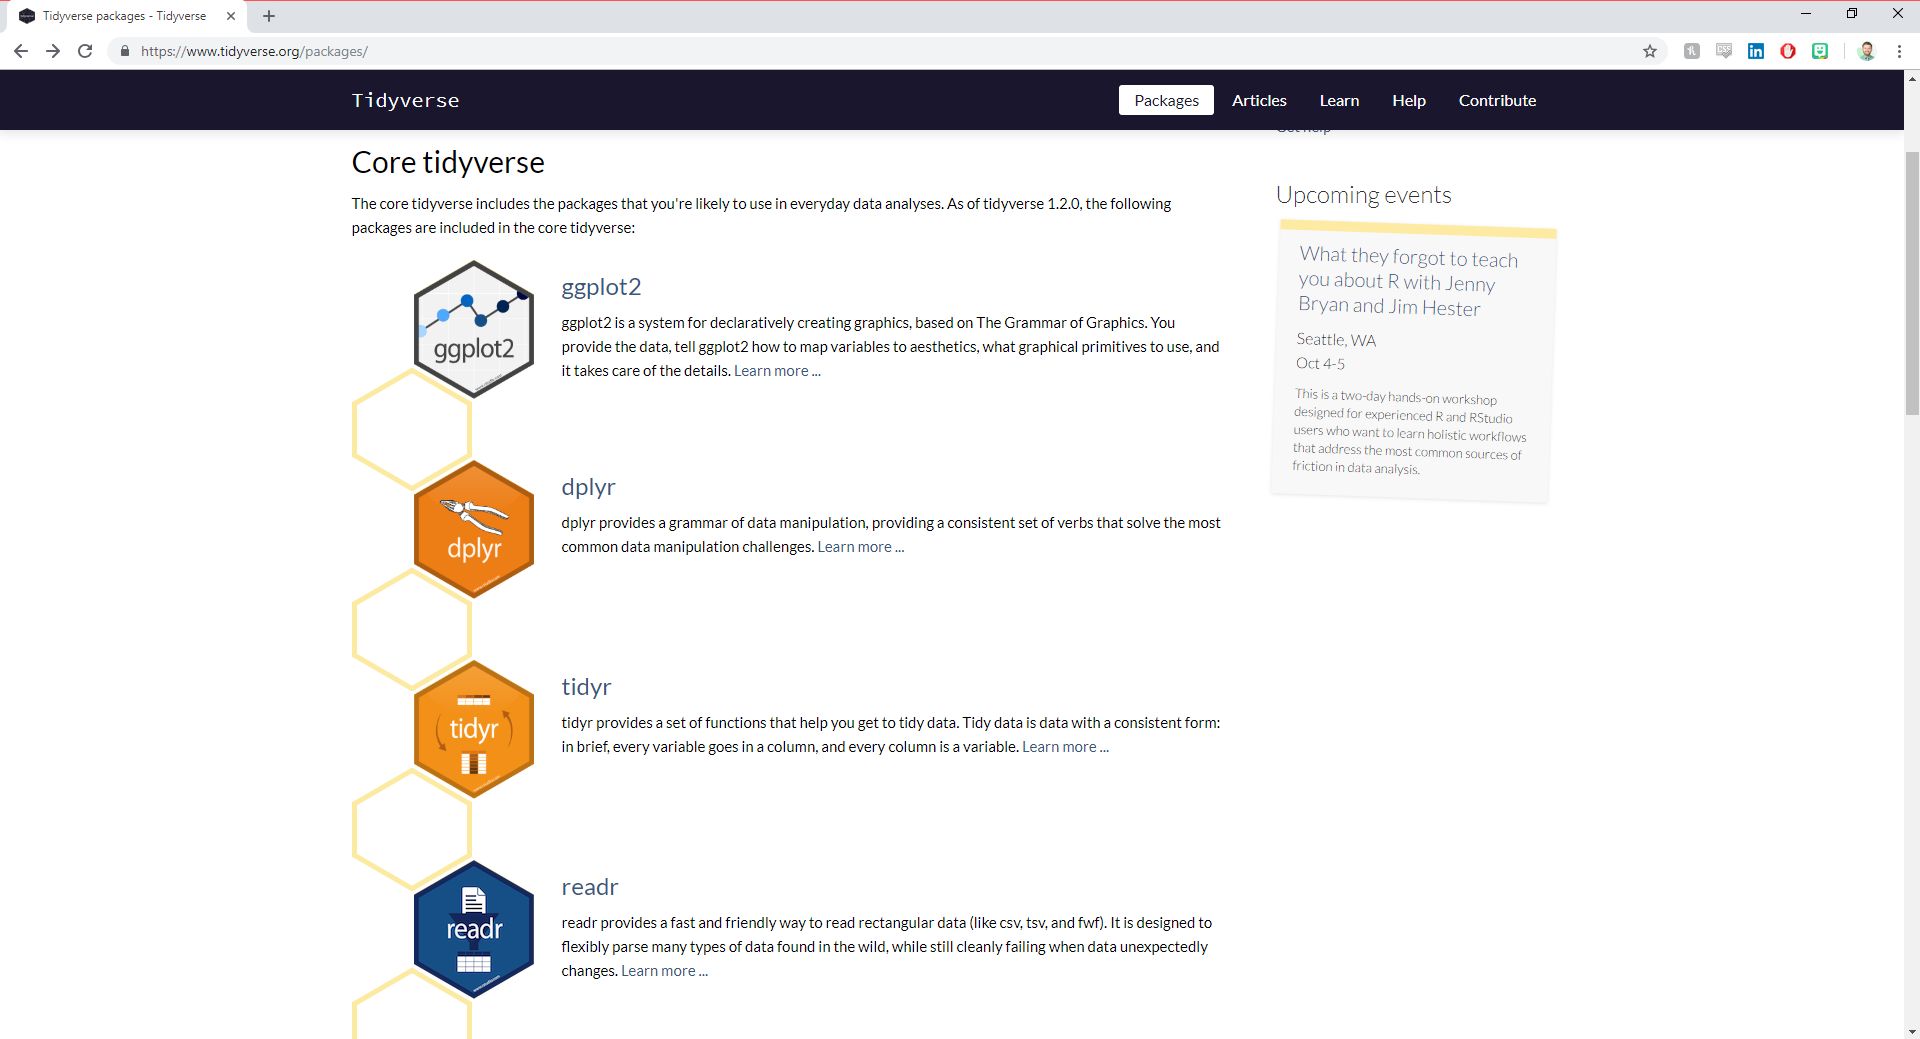 Tidyverse packages - Tidyverse
https://www.tidyverse.org/packages/
Tidyverse
Packages
Articles
Learn
Help
Contribute
Core tidyverse
The core tidyverse includes the packages that you're likely to use in everyday data analyses. As of tidyverse 1.2.0, the following
packages are included in the core tidyverse:
ggplot2
ggplot2
ggplot2 is a system for declaratively creating graphics, based on The Grammar of Graphics. You
provide the data, tell ggplot2 how to map variables to aesthetics, what graphical primitives to use, and
it takes care of the details. Learn more ...
dplyr
dplyr
dplyr provides a grammar of data manipulation, providing a consistent set of verbs that solve the most
common data manipulation challenges. Learn more ...
tidyr
tidyr
tidyr provides a set of functions that help you get to tidy data. Tidy data is data with a consistent form:
in brief, every variable goes in a column, and every column is a variable. Learn more ...
readr
readr
readr provides a fast and friendly way to read rectangular data (like csv, tsv, and fwf). It is designed to
flexibly parse many types of data found in the wild, while still cleanly failing when data unexpectedly
changes. Learn more ...
Upcoming events
What they forgot to teach
you about R with Jenny
Bryan and Jim Hester
Seattle, WA
Oct 4-5
This is a two-day hands-on workshop
designed for experienced R and RStudio
users who want to learn holistic workflows
that address the most common sources of
friction in data analysis.